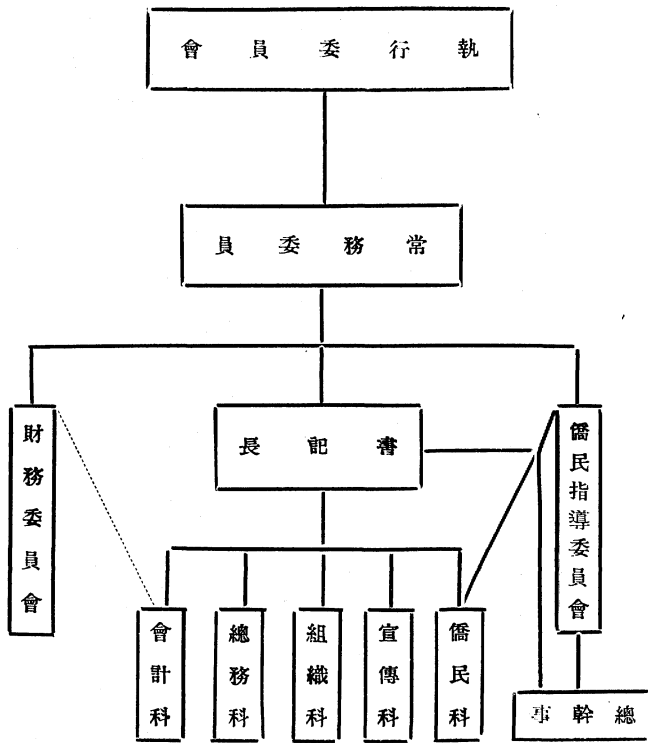 執行委員會
常務委員
僑民指導委員會
書記長
財務委員會
總幹事
僑民科
宣傳科
組織科
總務科
會計科